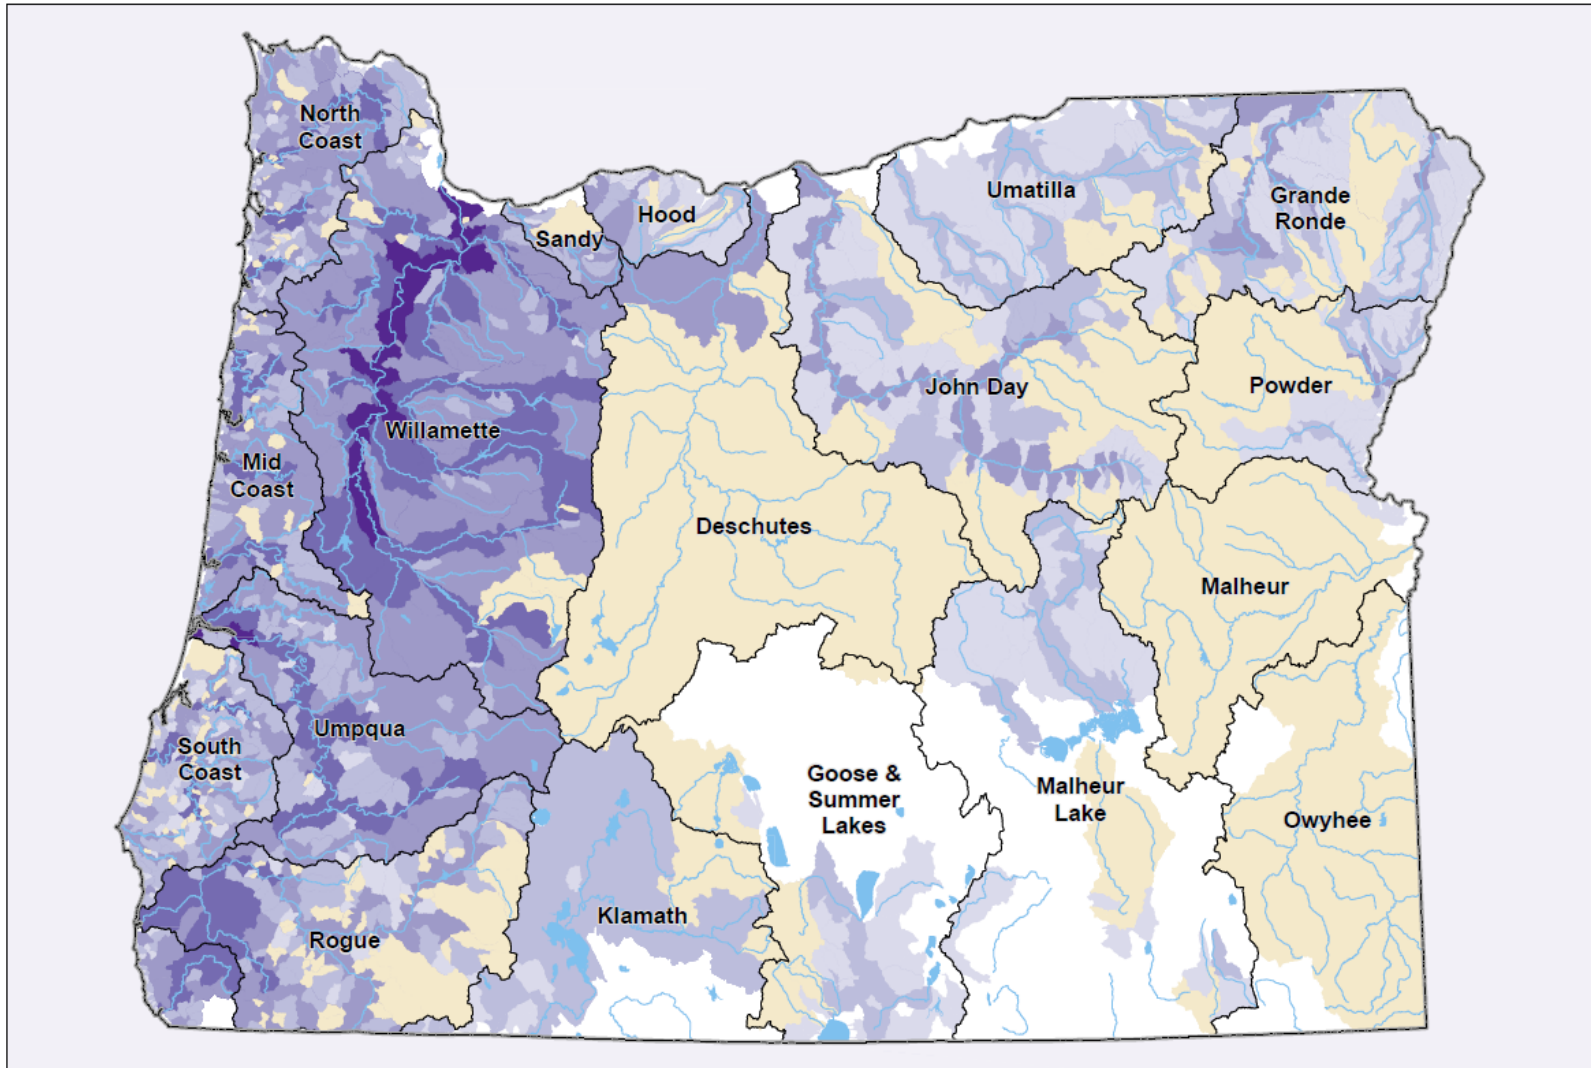 North
Coast
Hood
Sandy
Umatilla
Grande
Ronde
John Day
Powder
Willamette
Mid
Coast
Deschutes
Malheur
Umpqua
South
Coast
Goose &
Summer
Lakes
Malheur
Lake
Owyhee
Klamath
Rogue